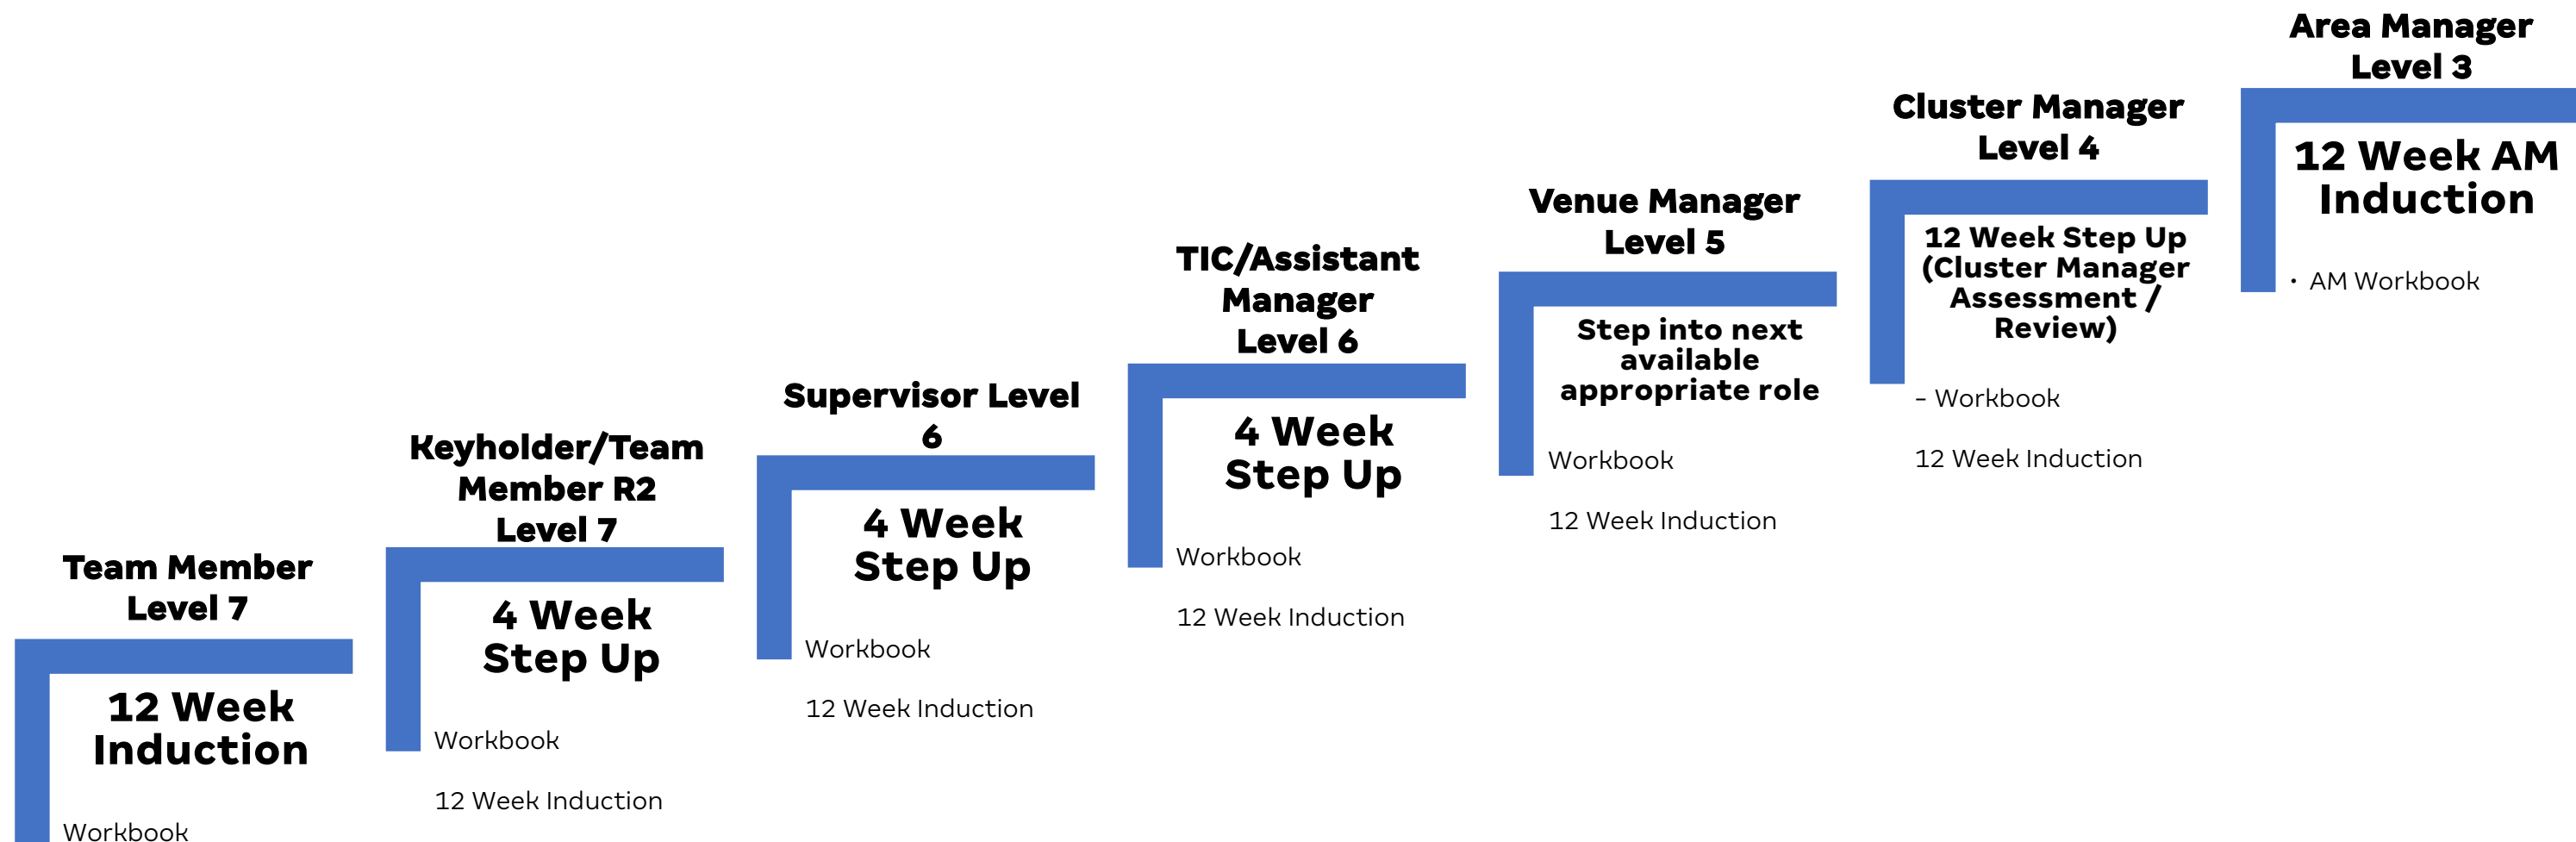 Team Member
Level 7
12 Week
Induction
Workbook
Keyholder/Team
Member R2
Level 7
4 Week
Step Up
Workbook
12 Week Induction
Supervisor Level
6
4 Week
Step Up
Workbook
12 Week Induction
TIC/Assistant
Manager
Level 6
4 Week
Step Up
Workbook
12 Week Induction
Venue Manager
Level 5
Step into next
available
appropriate role
Workbook
12 Week Induction
Cluster Manager
Level 4
12 Week Step Up
(Cluster Manager
Assessment /
Review)
- Workbook
12 Week Induction
Area Manager
Level 3
12 Week AM
Induction
• AM Workbook